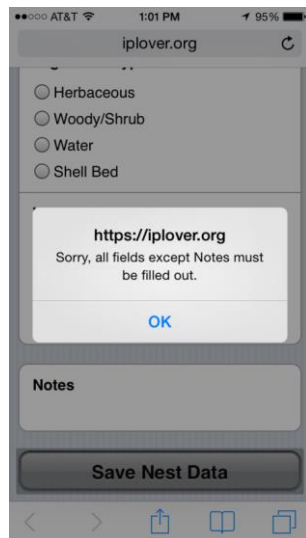 AT&T 1:01 PM 95%
iplover.org
Herbaceous
Woody/Shrub
Water
Shell Bed
https://iplover.org
Sorry, all fields except Notes must
be filled out.
OK
Notes
Save Nest Data